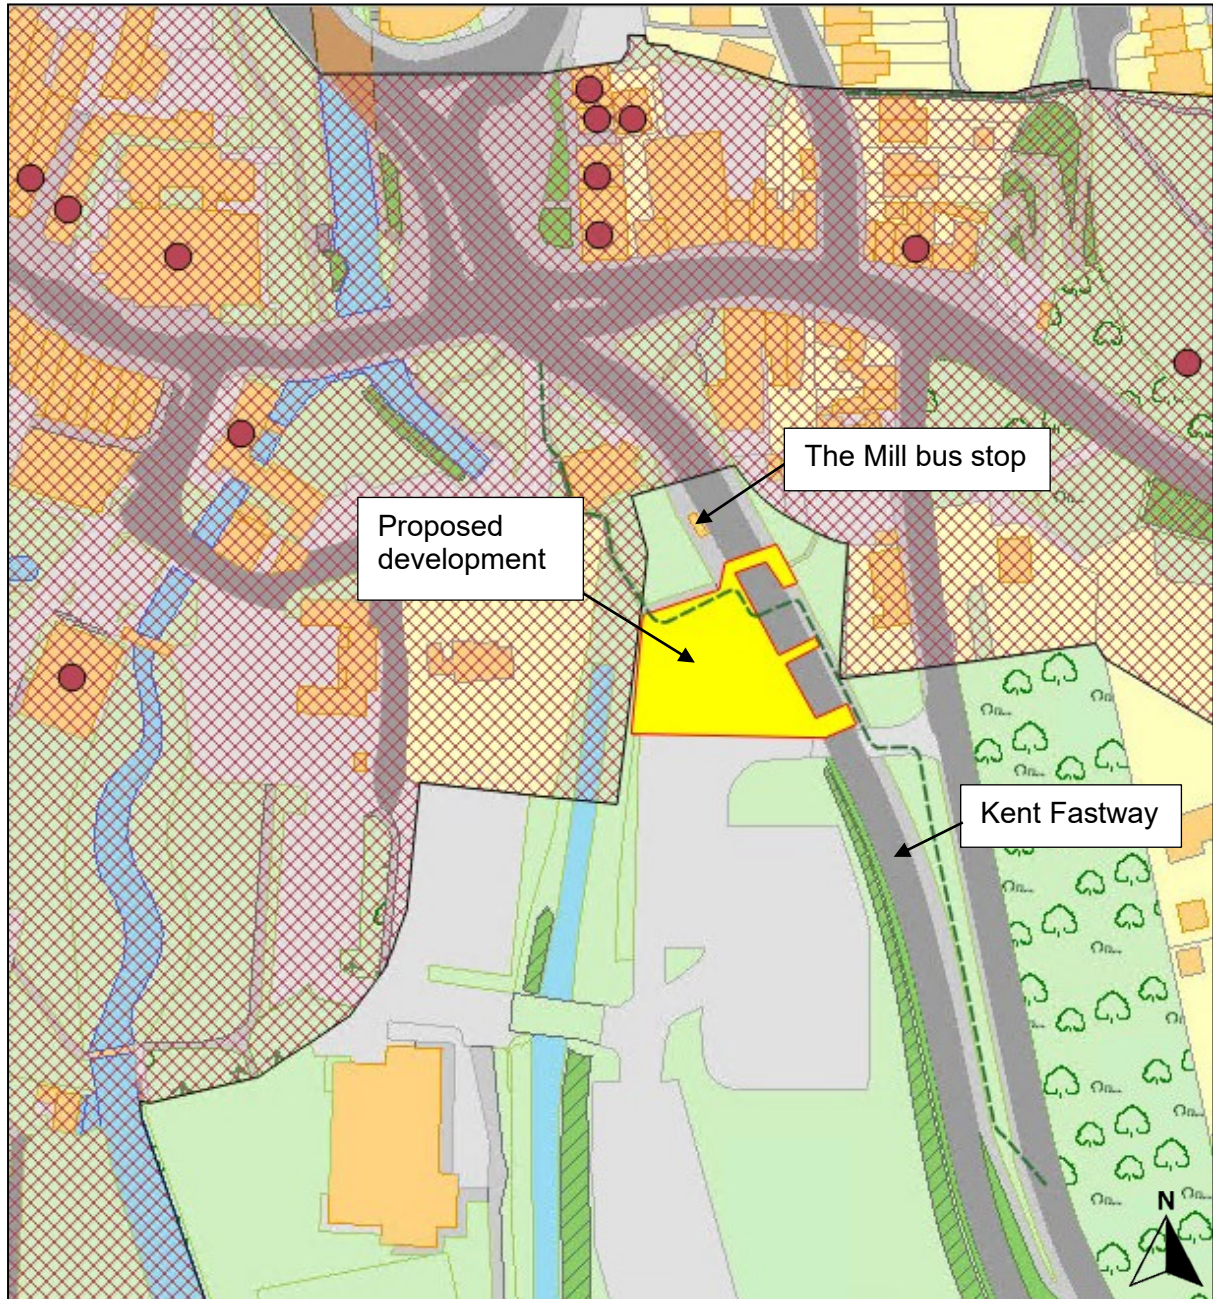 The Mill bus stop
Proposed
development
Kent Fastway
N